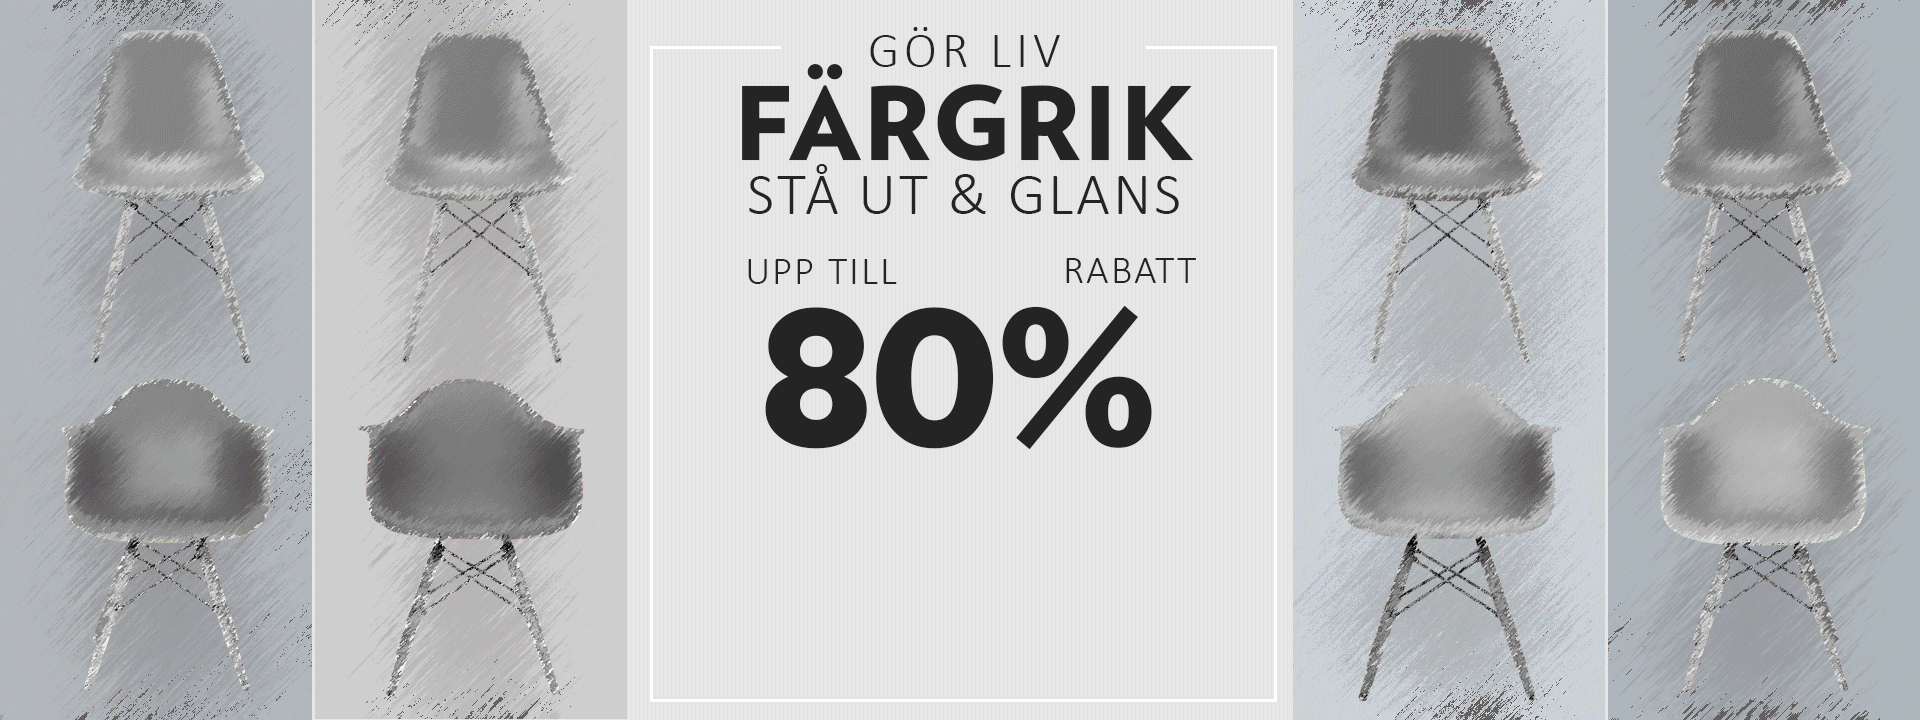 GÖR LIV
FÄRGRIK
STÅ UT & GLANS
UPP TILL RABATT
80%